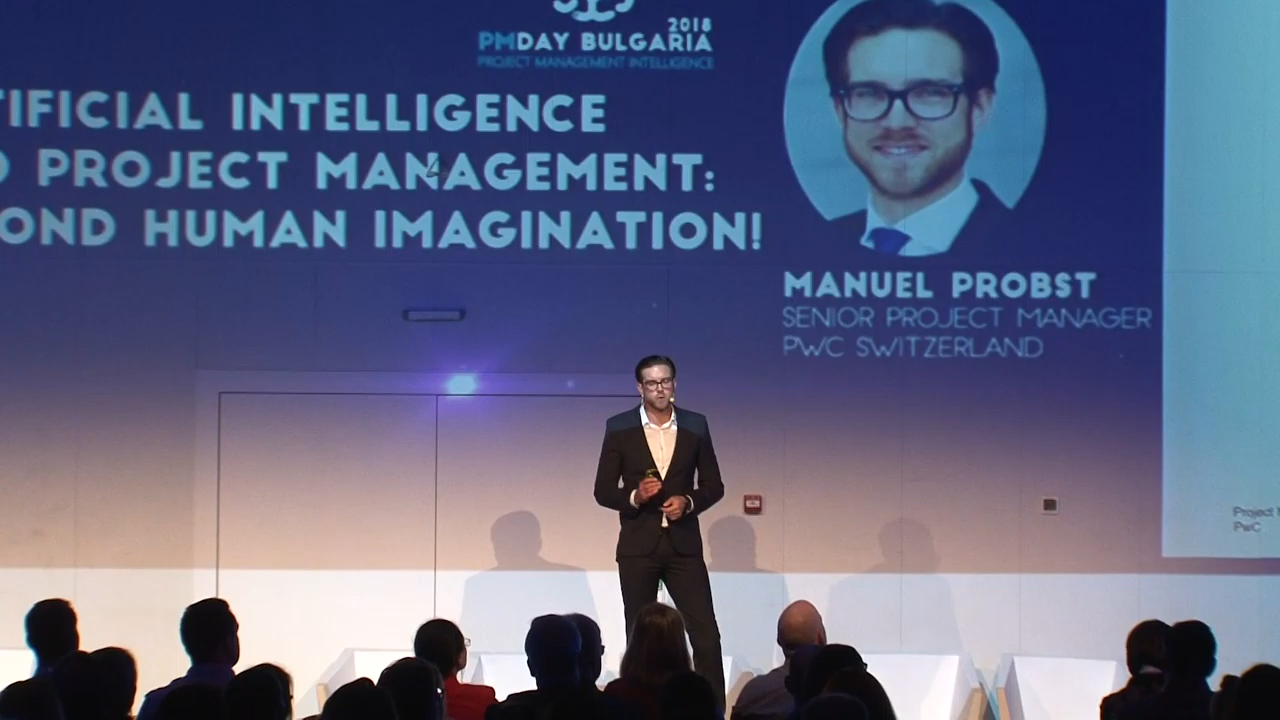 2018
PMDAY BULGARIA
PROJECT MANAGEMENT INTELLIGENCE
TIFICIAL INTELLIGENCE
D PROJECT MANAGEMENT:
OND HUMAN IMAGINATION!
MANUEL PROBST
SENIOR PROJECT MANAGER
PWC SWITZERLAND
Project
PwC